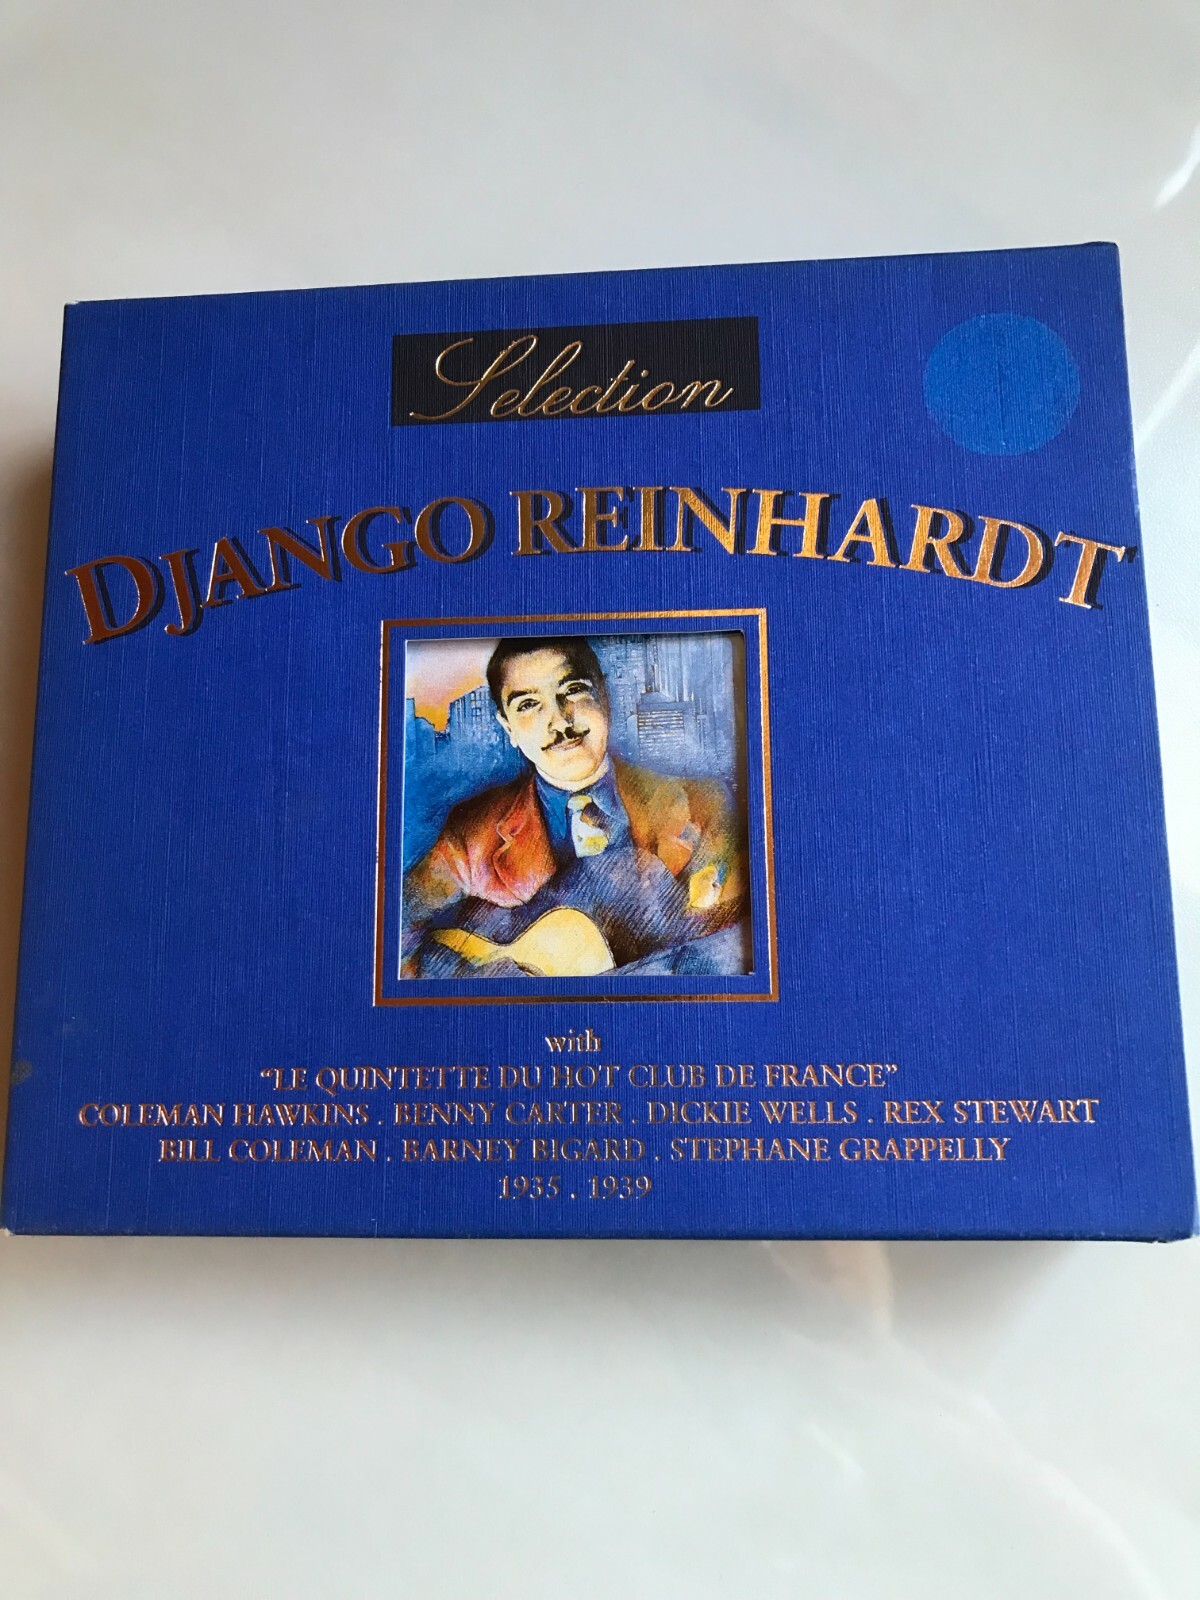 Selection
DJANGO REINHARDT
with
“LE QUINTETTE DU HOT CLUB DE FRANCE”
COLEMAN HAWKINS . BENNY CARTER . DICKIE WELLS . REX STEWART
BILL COLEMAN . BARNEY BIGARD . STEPHANE GRAPPELLY
1935 . 1939